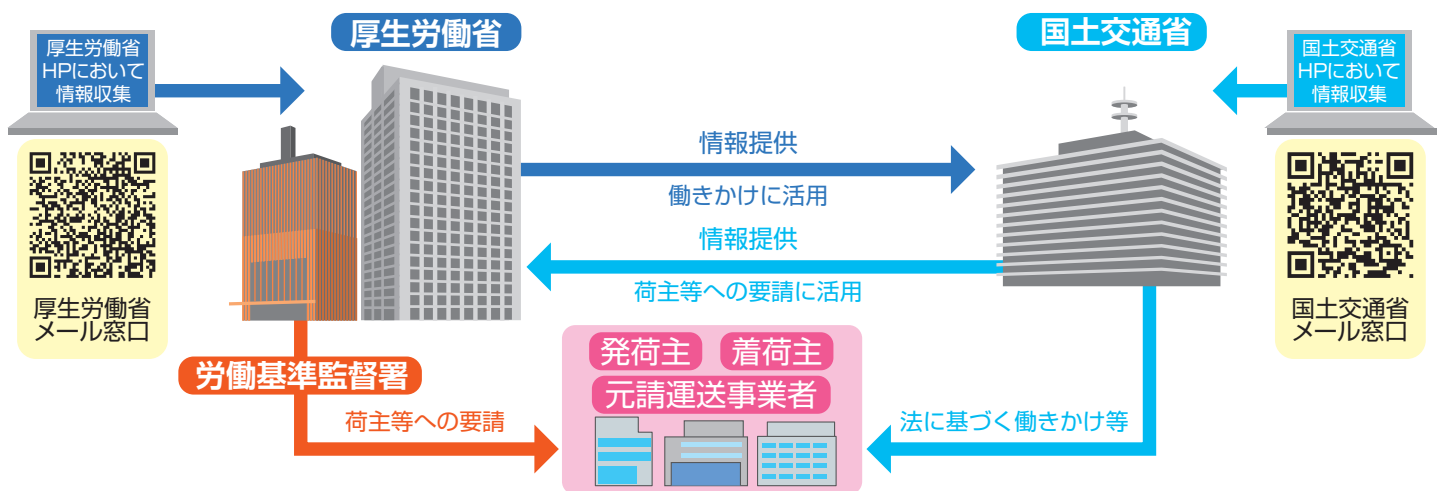 厚生労働省
HPにおいて
情報収集
厚生労働省
メール窓口
厚生労働省
国土交通省
国土交通省
HPにおいて
情報収集
国土交通省
メール窓口
情報提供
働きかけに活用
情報提供
荷主等への要請に活用
労働基準監督署
荷主等への要請
発荷主
着荷主
元請運送事業者
法に基づく働きかけ等